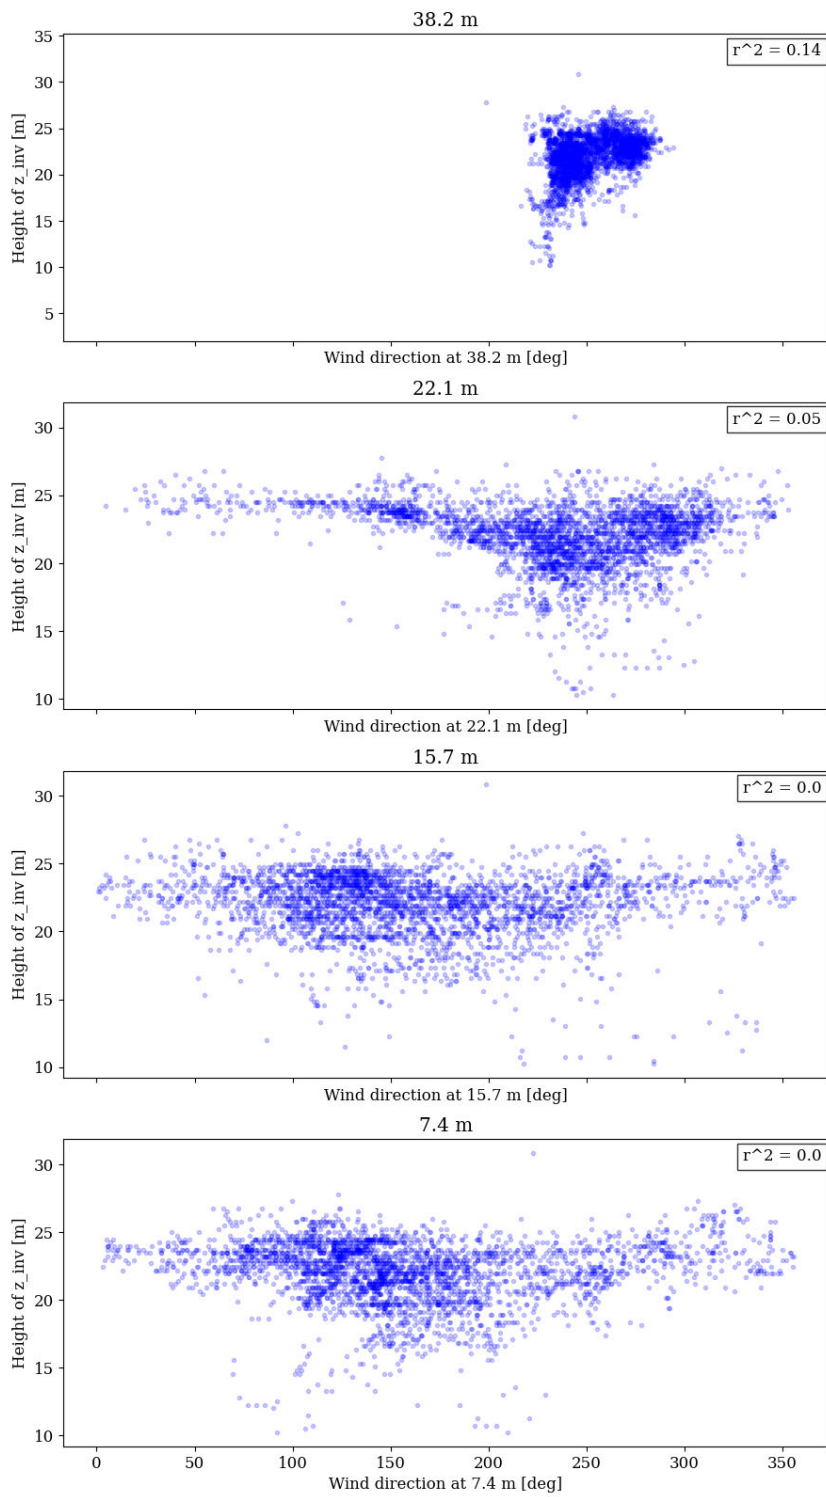 38.2 m
r^2 = 0.14
35
30
25
20
15
10
5
Height of z_inv [m]
Wind direction at 38.2 m [deg]
22.1 m
r^2 = 0.05
30
25
20
15
10
Height of z_inv [m]
Wind direction at 22.1 m [deg]
15.7 m
r^2 = 0.0
30
25
20
15
10
Height of z_inv [m]
Wind direction at 15.7 m [deg]
7.4 m
r^2 = 0.0
30
25
20
15
10
Height of z_inv [m]
0 50 100 150 200 250 300 350
Wind direction at 7.4 m [deg]